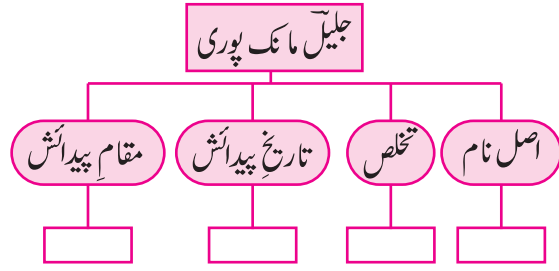 جلیلؔ مانک پوری
اصل نام
تخلص
تاریخِ پیدائش
مقامِ پیدائش